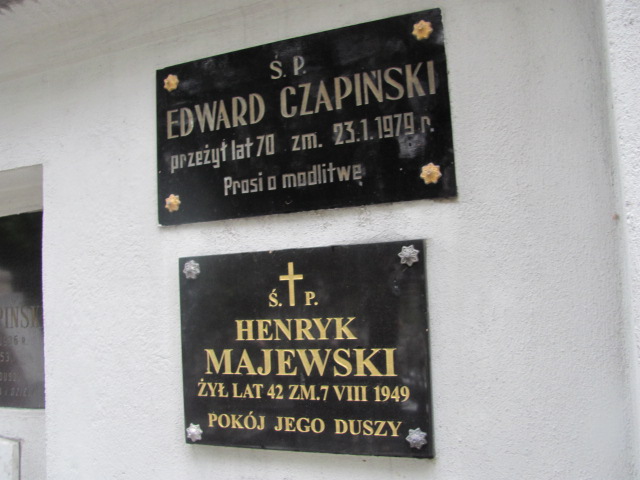 Ś. P.
EDWARD CZAPIŃSKI
przeżył lat 70 zm. 23.1.1979 r.
Prosi o modlitwę
Ś. P.
HENRYK
MAJEWSKI
ŻYŁ LAT 42 ZM.7 VIII 1949
POKÓJ JEGO DUSZY